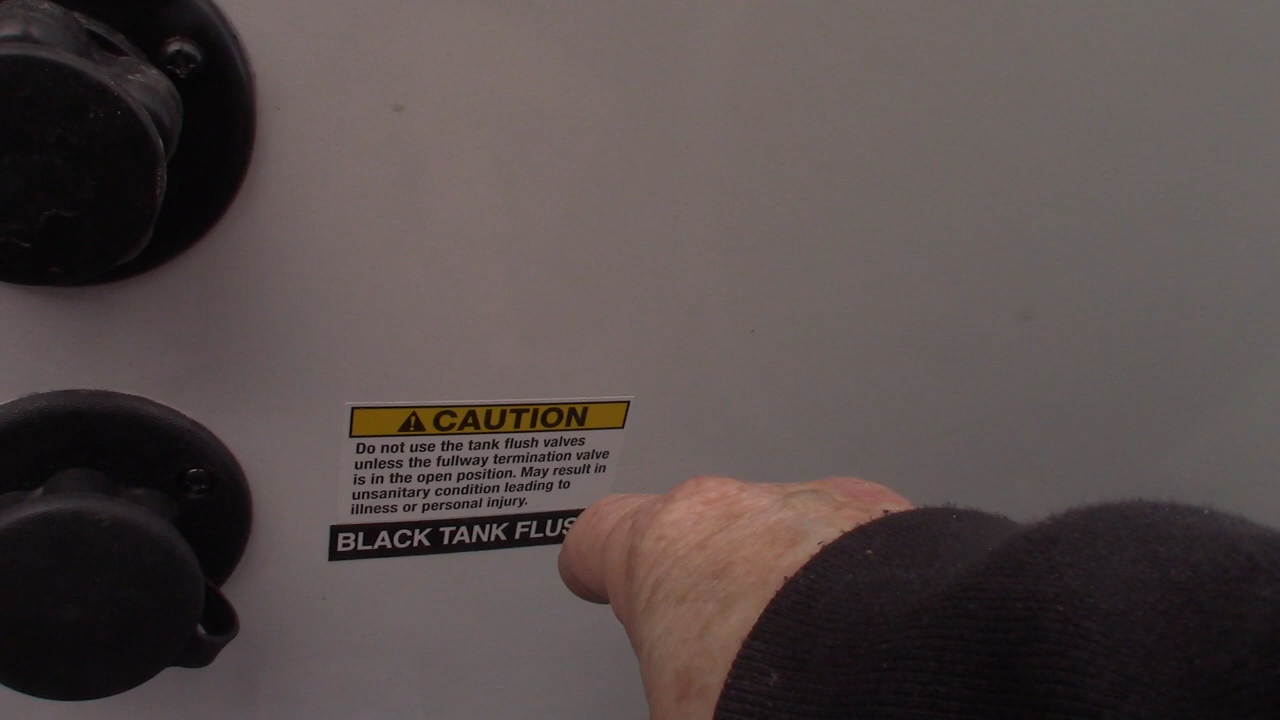 CAUTION
Do not use the tank flush valves
unless the fullway termination valve
is in the open position. May result in
unsanitary condition leading to
illness or personal injury.
BLACK TANK FLUS